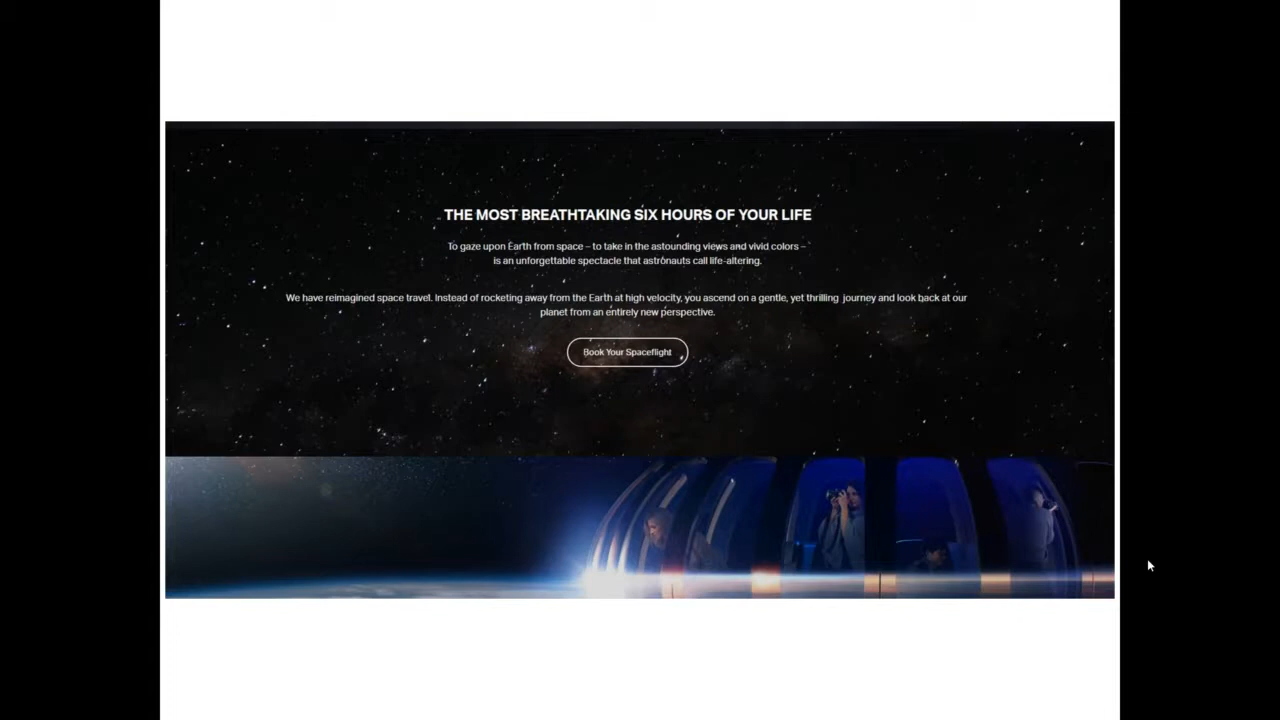 THE MOST BREATHTAKING SIX HOURS OF YOUR LIFE
To gaze upon Earth from space – to take in the astounding views and vivid colors –
is an unforgettable spectacle that astronauts call life-altering.
We have reimagined space travel. Instead of rocketing away from the Earth at high velocity, you ascend on a gentle, yet thrilling journey and look back at our
planet from an entirely new perspective.
Book Your Spaceflight